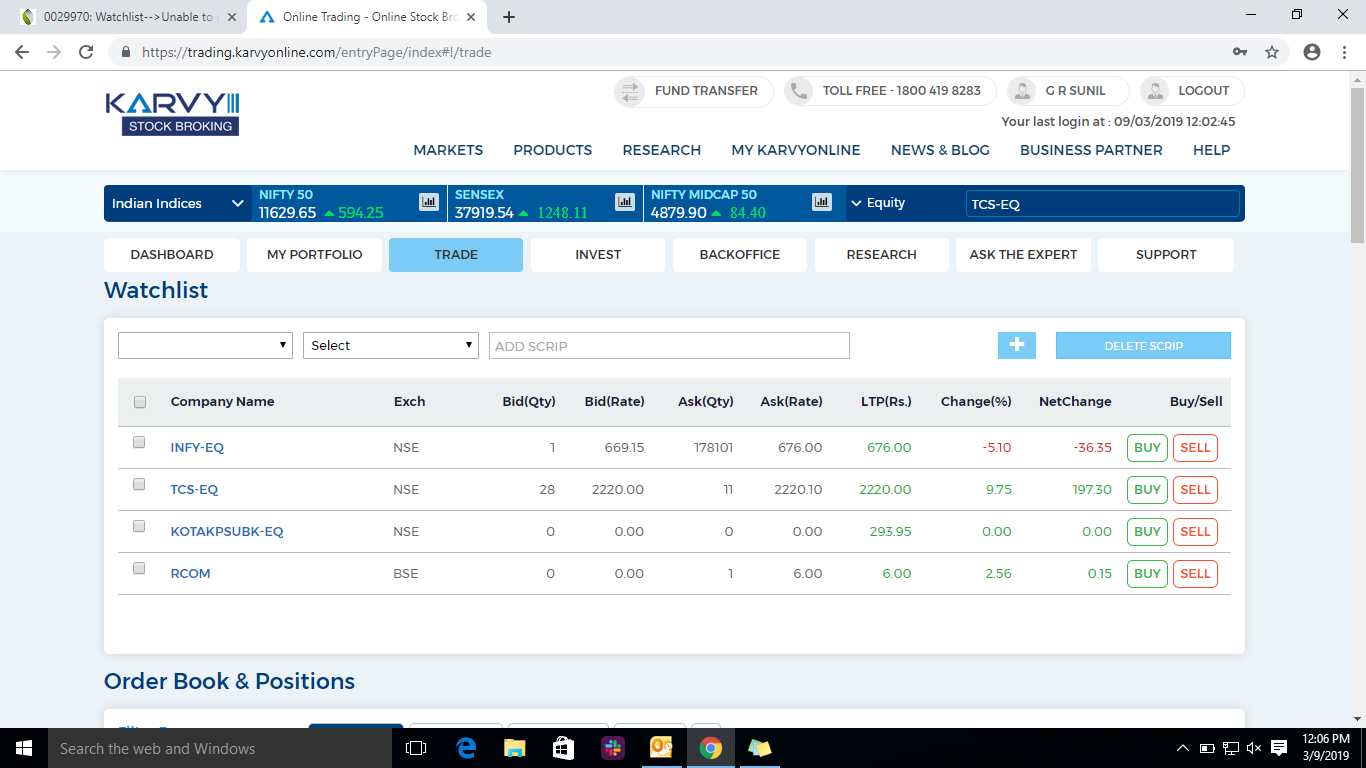 0029970: Watchlist-->Unable to
Online Trading - Online Stock Bro
https://trading.karvyonline.com/entryPage/index#!/trade
KARVY
STOCK BROKING
FUND TRANSFER
TOLL FREE - 1800 419 8283
G R SUNIL
LOGOUT
Your last login at : 09/03/2019 12:02:45
MARKETS PRODUCTS RESEARCH MY KARVYONLINE NEWS & BLOG BUSINESS PARTNER HELP
Indian Indices
NIFTY 50
11629.65 594.25
SENSEX
37919.54 1248.11
NIFTY MIDCAP 50
4879.90 84.40
Equity
TCS-EQ
DASHBOARD MY PORTFOLIO TRADE INVEST BACKOFFICE RESEARCH ASK THE EXPERT SUPPORT
Watchlist
Select ADD SCRIP + DELETE SCRIP
Company Name Exch Bid(Qty) Bid(Rate) Ask(Qty) Ask(Rate) LTP(Rs.) Change(%) NetChange Buy/Sell
INFY-EQ NSE 1 669.15 178101 676.00 676.00 -5.10 -36.35 BUY SELL
TCS-EQ NSE 28 2220.00 11 2220.10 2220.00 9.75 197.30 BUY SELL
KOTAKPSUBK-EQ NSE 0 0.00 0 0.00 293.95 0.00 0.00 BUY SELL
RCOM BSE 0 0.00 1 6.00 6.00 2.56 0.15 BUY SELL
Order Book & Positions
Search the web and Windows
12:06 PM
3/9/2019